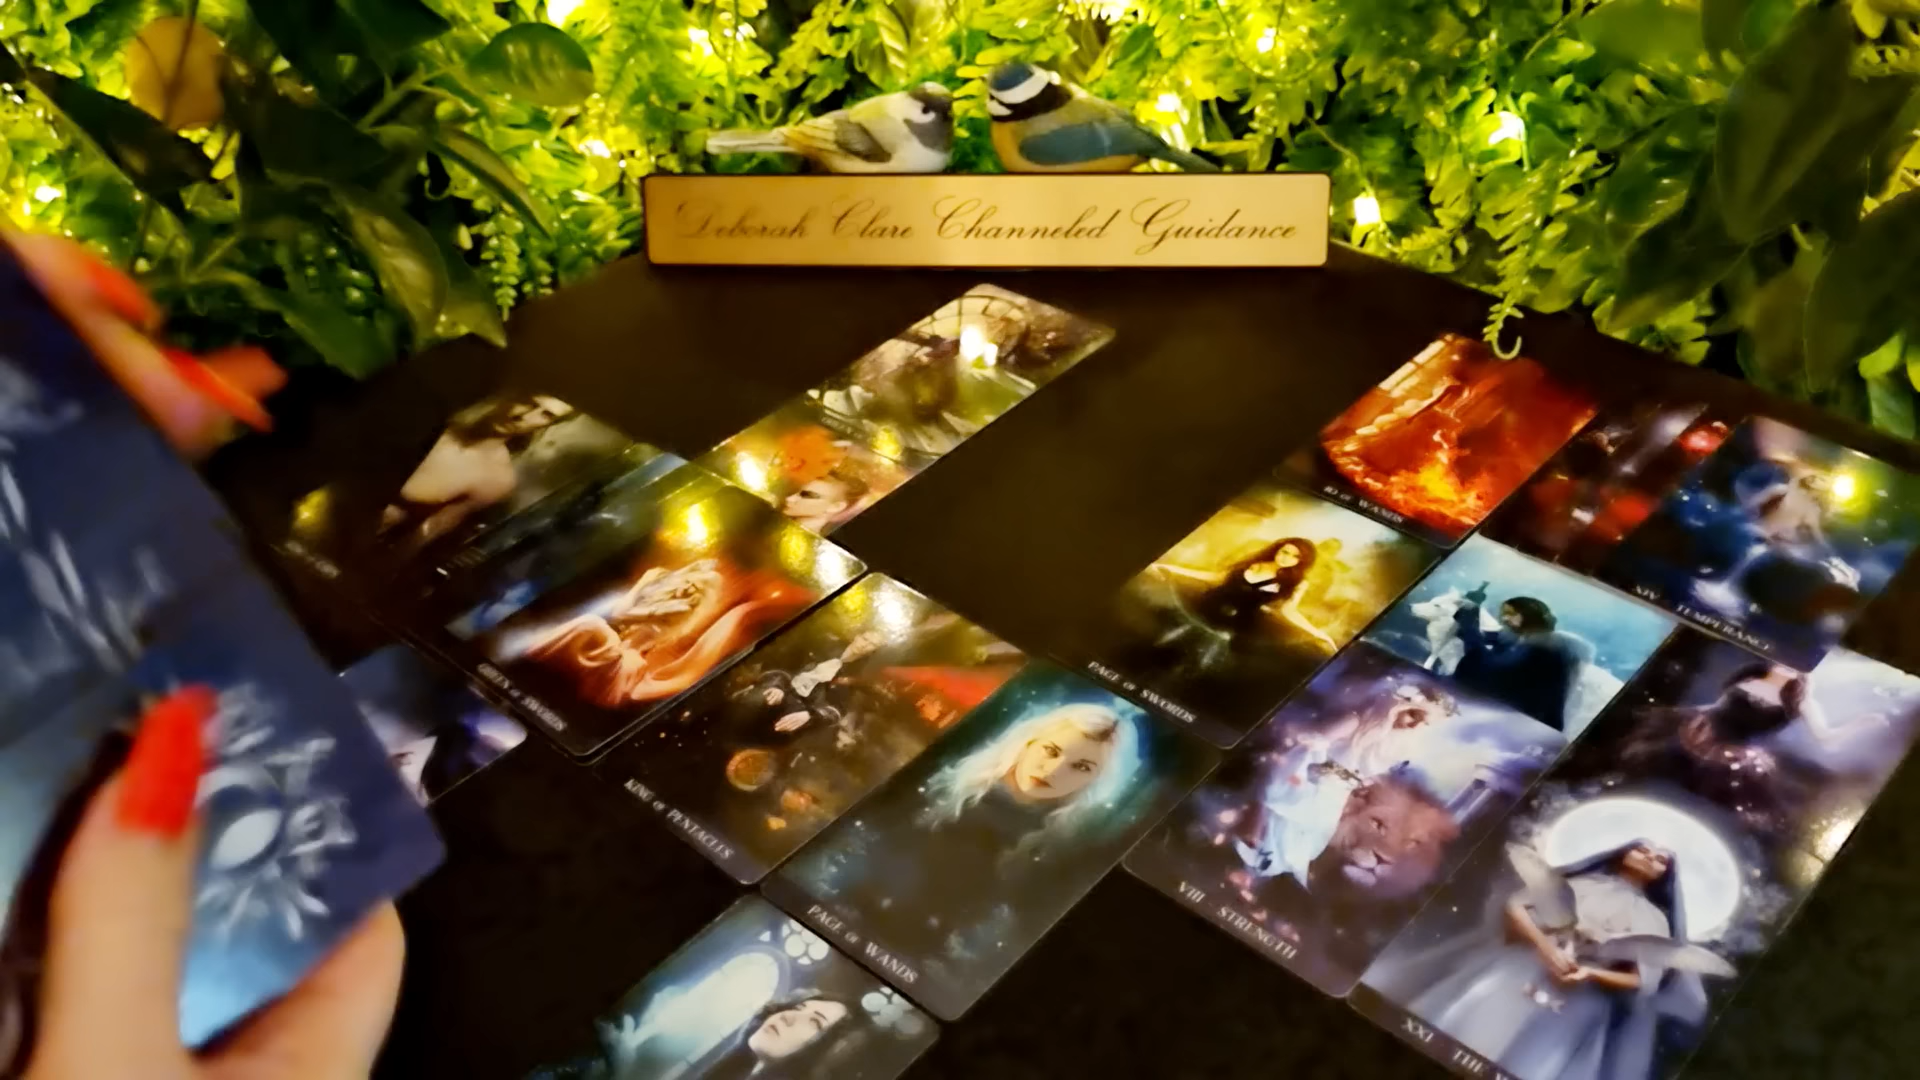 Deborah Clare Channeled Guidance
10 OF WANDS
XIV TEMPERANCE
PAGE OF SWORDS
QUEEN OF SWORDS
KING OF PENTACLES
PAGE OF WANDS
VIII STRENGTH
XXI THE